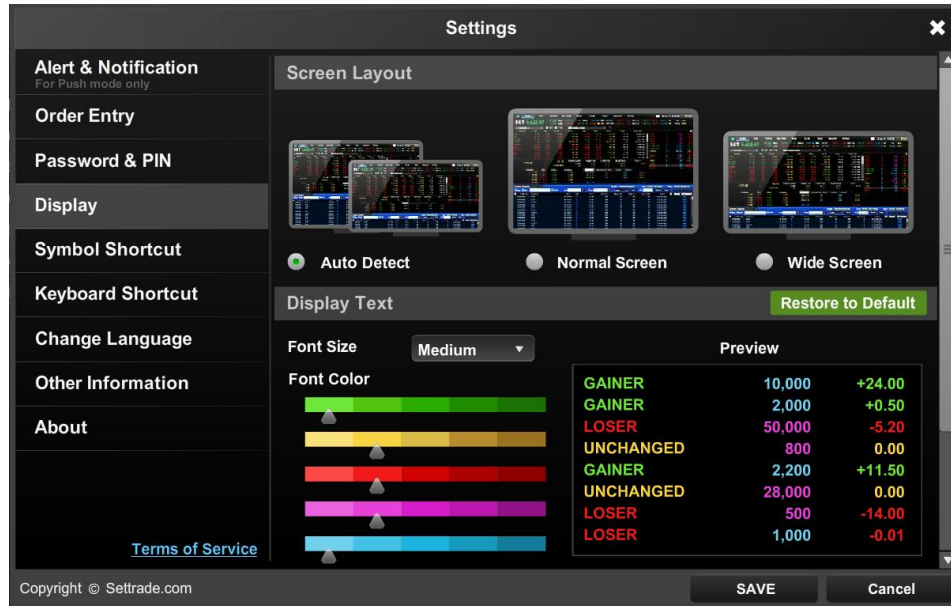 Settings
Alert & Notification
For Push mode only
Order Entry
Password & PIN
Display
Symbol Shortcut
Keyboard Shortcut
Change Language
Other Information
About
Terms of Service
Screen Layout
Auto Detect
Normal Screen
Wide Screen
Display Text
Restore to Default
Font Size
Medium
Font Color
Preview
GAINER 10,000 +24.00
GAINER 2,000 +0.50
LOSER 50,000 -5.20
UNCHANGED 800 0.00
GAINER 2,200 +11.50
UNCHANGED 28,000 0.00
LOSER 500 -14.00
LOSER 1,000 -0.01
Copyright © Settrade.com
SAVE
Cancel